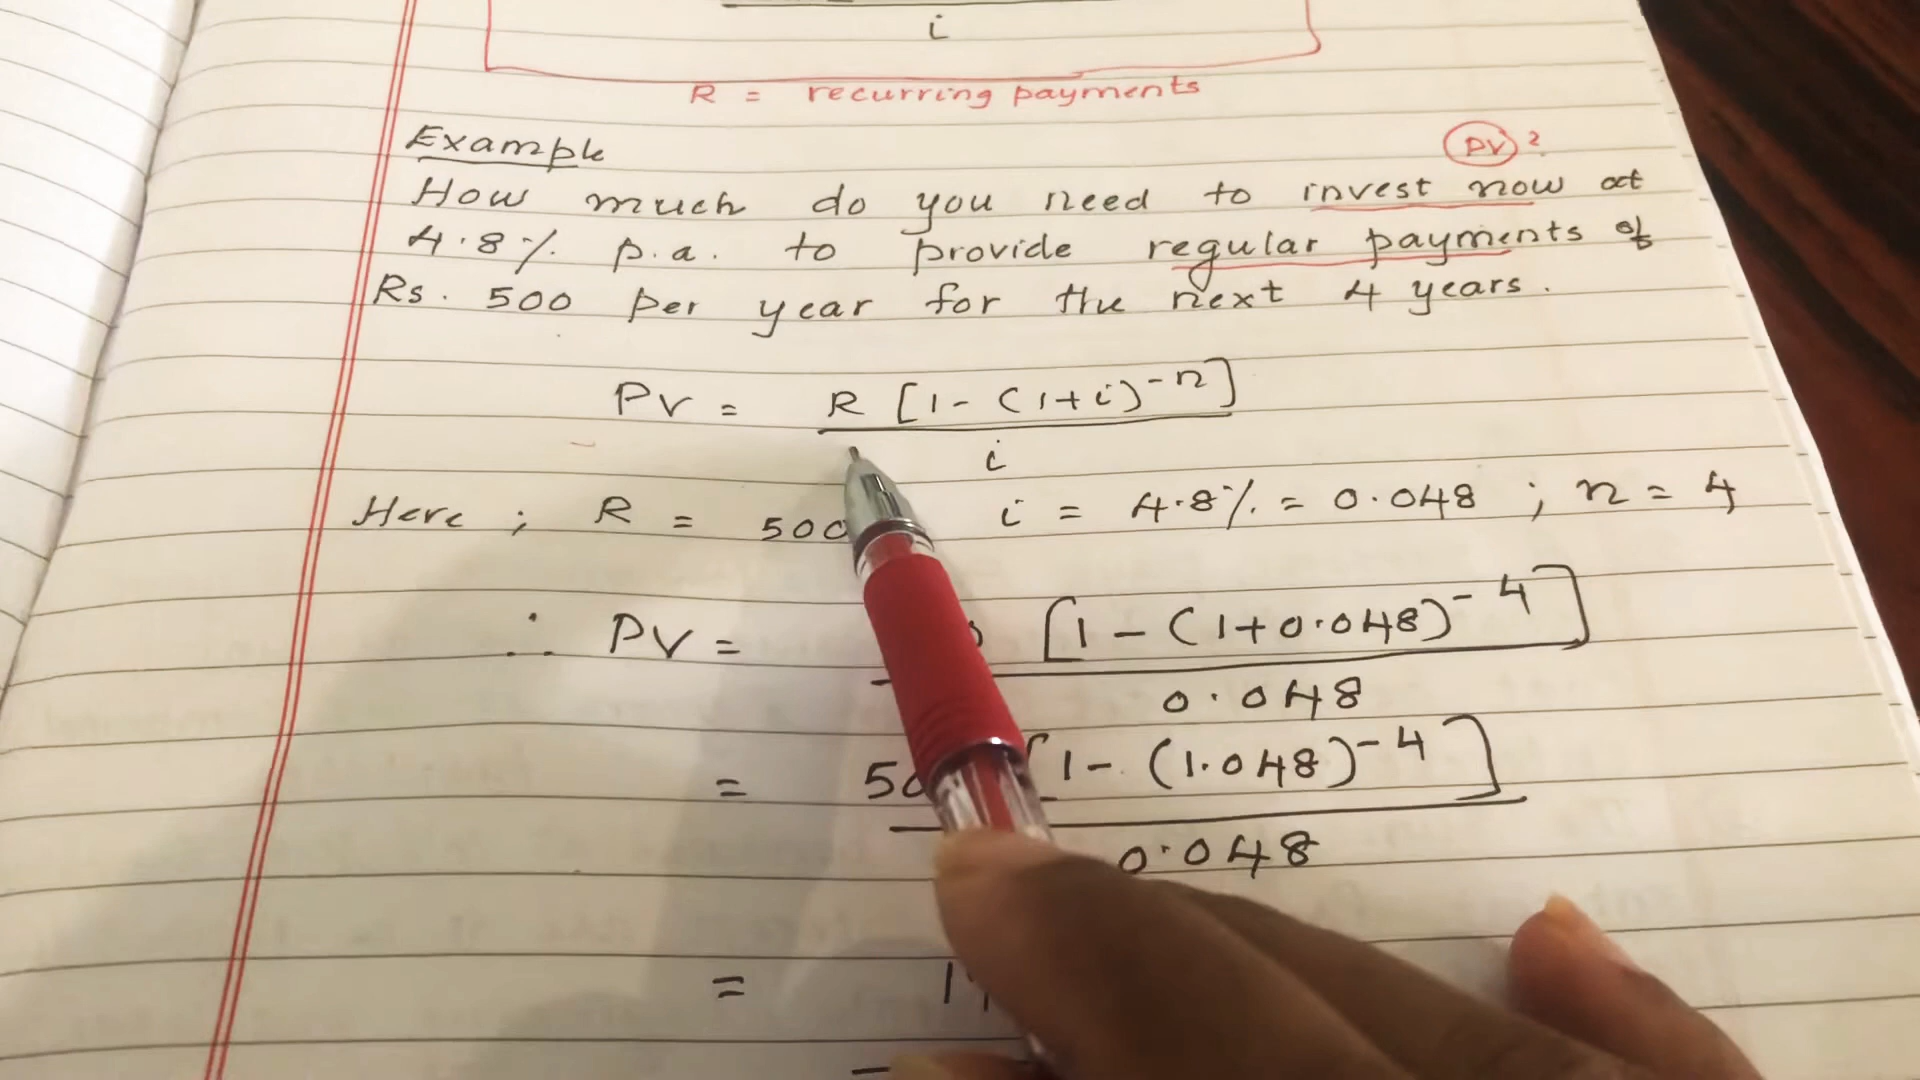 i
R = recurring payments
Example
PV ?
How much do you need to invest now at
4.8% p.a. to provide regular payments of
Rs. 500 per year for the next 4 years.
PV = R [1 - (1+i)^-n]
i
Here ; R = 500 i = 4.8% = 0.048 ; n = 4
∴ PV = [1 - (1+0.048)^-4]
0.048
= [1 - (1.048)^-4]
0.048
=